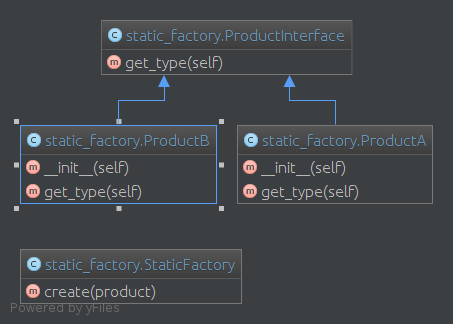 C static_factory.ProductInterface
m get_type(self)
C static_factory.ProductB
m __init__(self)
m get_type(self)
C static_factory.ProductA
m __init__(self)
m get_type(self)
C static_factory.StaticFactory
m create(product)
Powered by yFiles